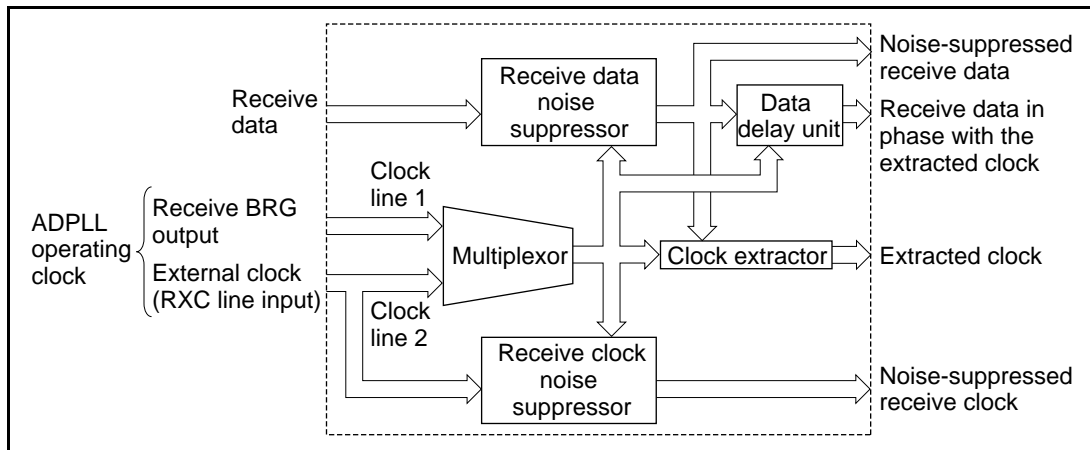 Noise-suppressed
receive data
Receive data
noise
suppressor
Receive
data
Data
delay unit
Receive data in
phase with the
extracted clock
Clock
line 1
ADPLL
operating
clock
Receive BRG
output
Multiplexor
Clock extractor
Extracted clock
External clock
(RXC line input)
Clock
line 2
Receive clock
noise
suppressor
Noise-suppressed
receive clock